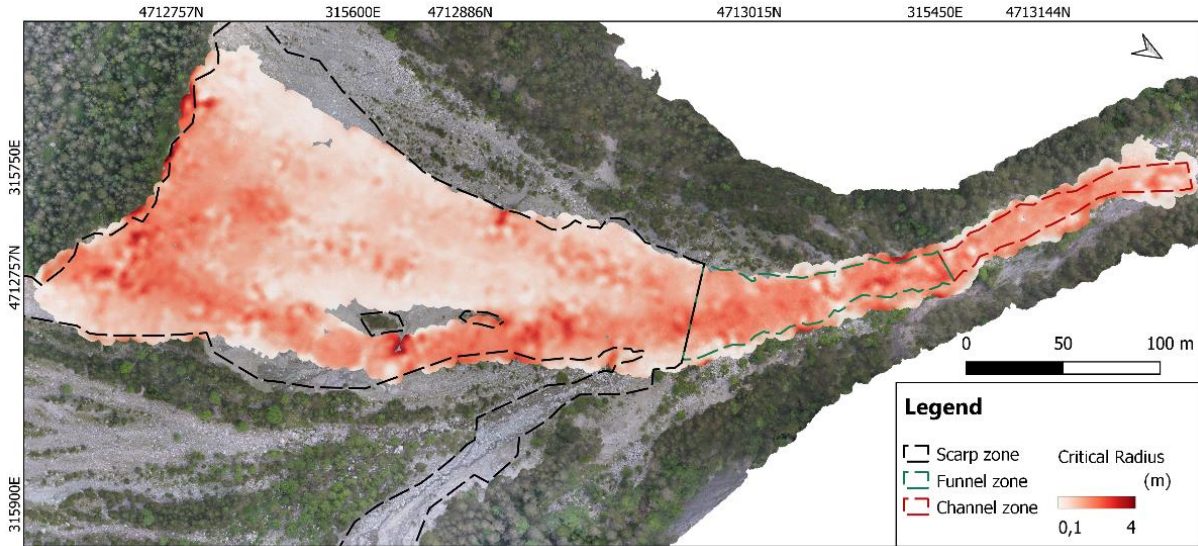 4712757N 315600E 4712886N 4713015N 315450E 4713144N
315750E
4712757N
315900E
0 50 100 m
Legend
Scarp zone
Funnel zone
Channel zone
Critical Radius
(m)
0,1 4